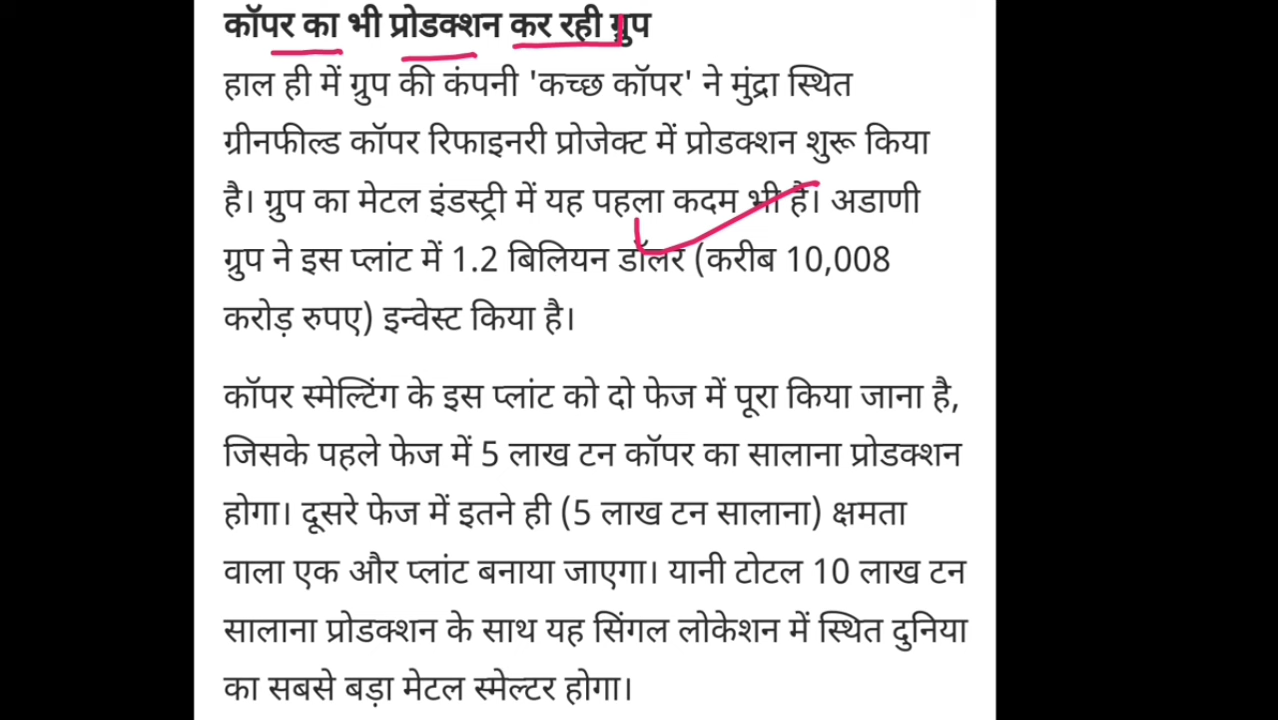 कॉपर का भी प्रोडक्शन कर रही ग्रुप
हाल ही में ग्रुप की कंपनी 'कच्छ कॉपर' ने मुंद्रा स्थित
ग्रीनफील्ड कॉपर रिफाइनरी प्रोजेक्ट में प्रोडक्शन शुरू किया
है। ग्रुप का मेटल इंडस्ट्री में यह पहला कदम भी है। अडाणी
ग्रुप ने इस प्लांट में 1.2 बिलियन डॉलर (करीब 10,008
करोड़ रुपए) इन्वेस्ट किया है।
कॉपर स्मेल्टिंग के इस प्लांट को दो फेज में पूरा किया जाना है,
जिसके पहले फेज में 5 लाख टन कॉपर का सालाना प्रोडक्शन
होगा। दूसरे फेज में इतने ही (5 लाख टन सालाना) क्षमता
वाला एक और प्लांट बनाया जाएगा। यानी टोटल 10 लाख टन
सालाना प्रोडक्शन के साथ यह सिंगल लोकेशन में स्थित दुनिया
का सबसे बड़ा मेटल स्मेल्टर होगा।